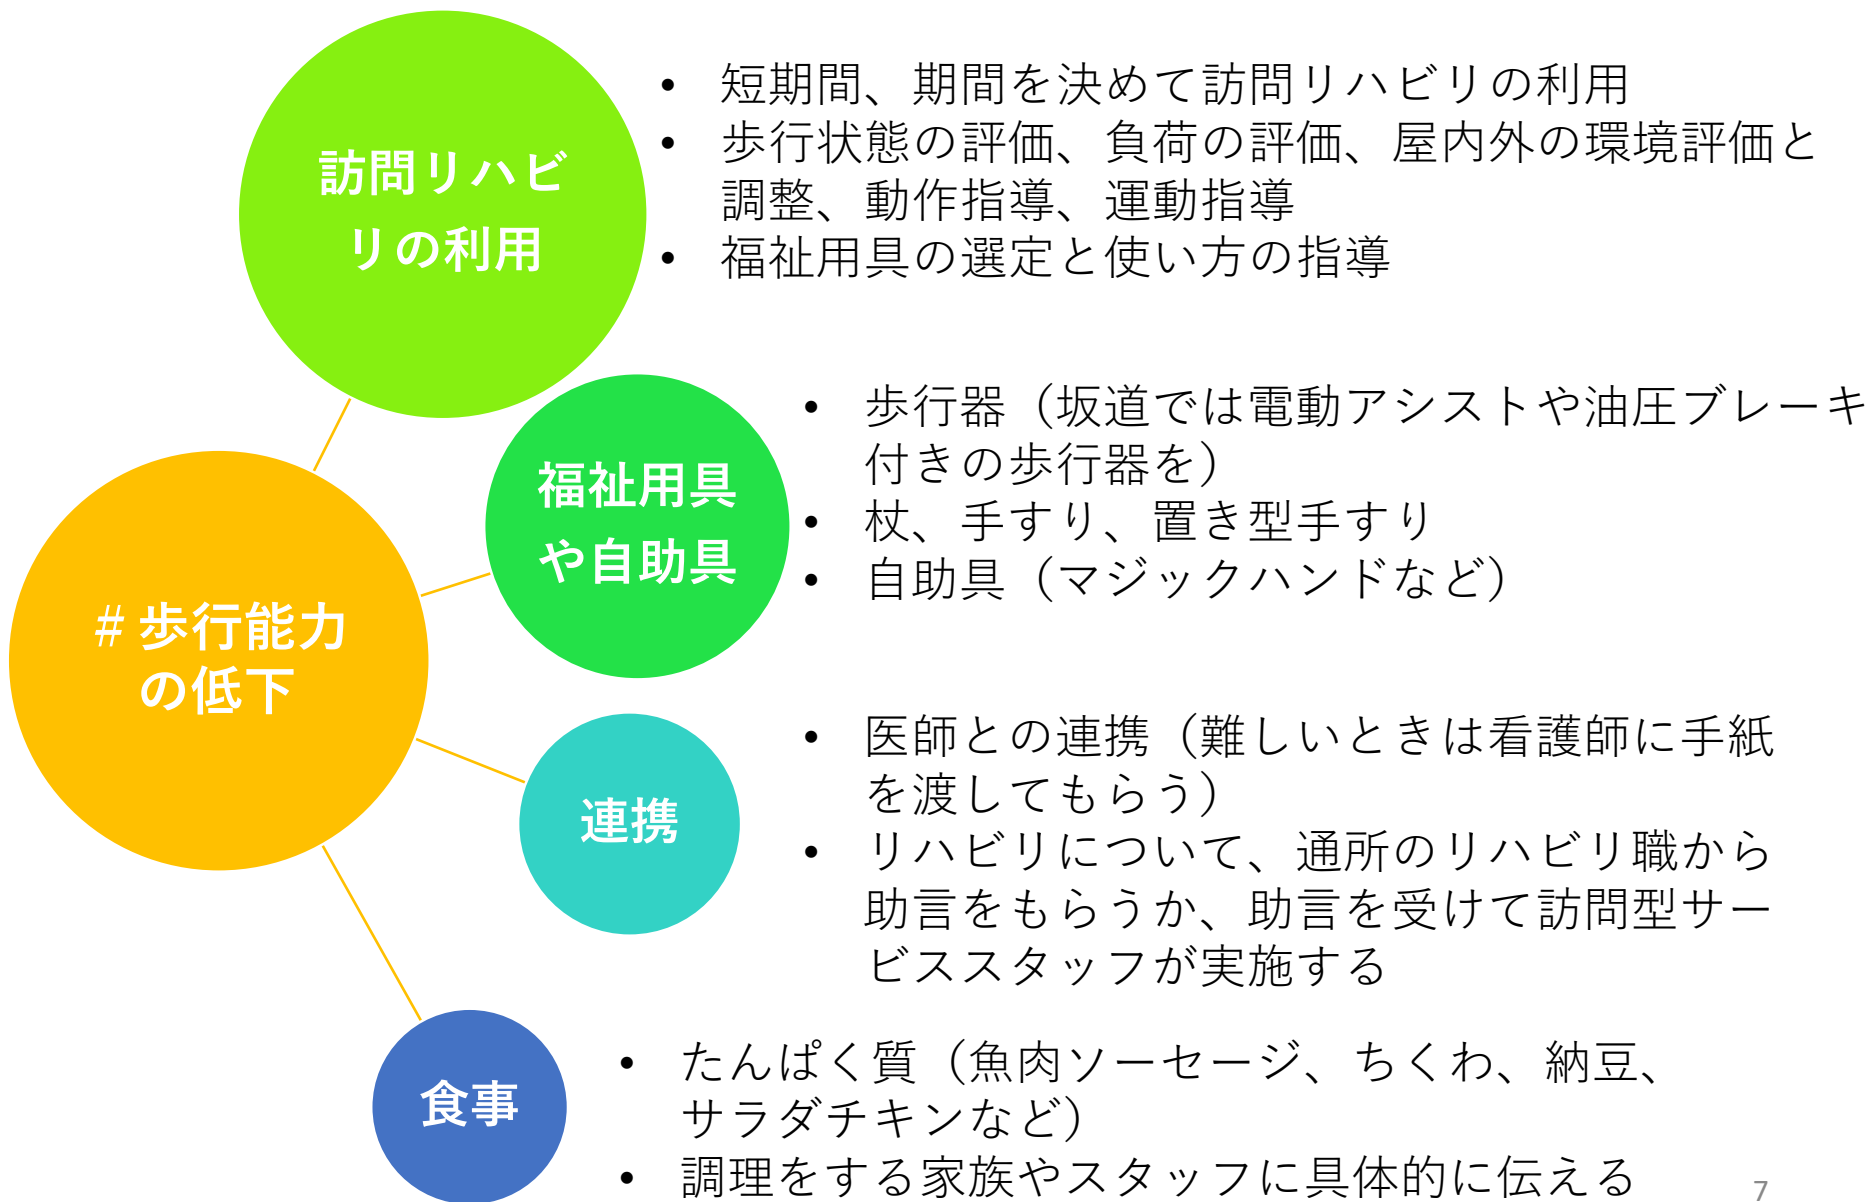 訪問リハビ
リの利用
• 短期間、期間を決めて訪問リハビリの利用
• 歩行状態の評価、負荷の評価、屋内外の環境評価と
調整、動作指導、運動指導
• 福祉用具の選定と使い方の指導
福祉用具
や自助具
• 歩行器（坂道では電動アシストや油圧ブレーキ
付きの歩行器を）
• 杖、手すり、置き型手すり
• 自助具（マジックハンドなど）
＃歩行能力
の低下
連携
• 医師との連携（難しいときは看護師に手紙
を渡してもらう）
• リハビリについて、通所のリハビリ職から
助言をもらうか、助言を受けて訪問型サー
ビススタッフが実施する
食事
• たんぱく質（魚肉ソーセージ、ちくわ、納豆、
サラダチキンなど）
• 調理をする家族やスタッフに具体的に伝える
7